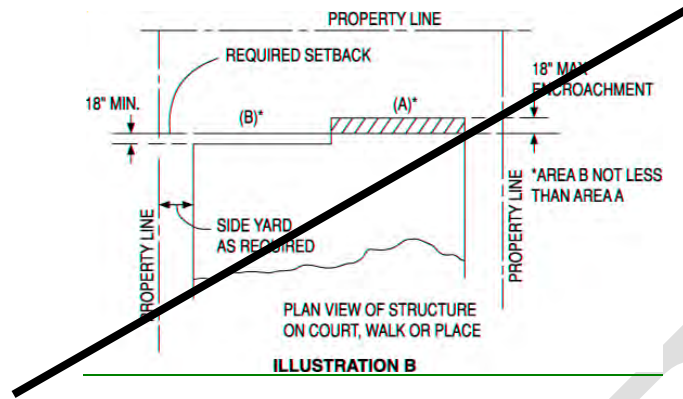 PROPERTY LINE
REQUIRED SETBACK
18" MAX
ENCROACHMENT
18" MIN.
(B)*
(A)*
*AREA B NOT LESS
THAN AREA A
PROPERTY LINE
SIDE YARD
AS REQUIRED
PROPERTY LINE
PLAN VIEW OF STRUCTURE
ON COURT, WALK OR PLACE
ILLUSTRATION B